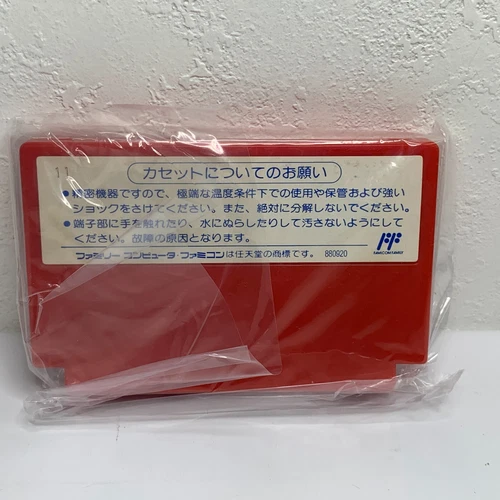 11
カセットについてのお願い
●精密機器ですので、極端な温度条件下での使用や保管および強い
ショックをさけてください。また、絶対に分解しないでください。
●端子部に手を触れたり、水にぬらしたりして汚さないようにして
ください。故障の原因となります。
ファミリーコンピュータ・ファミコンは任天堂の商標です。 880920
FF
FAMICOM FAMILY